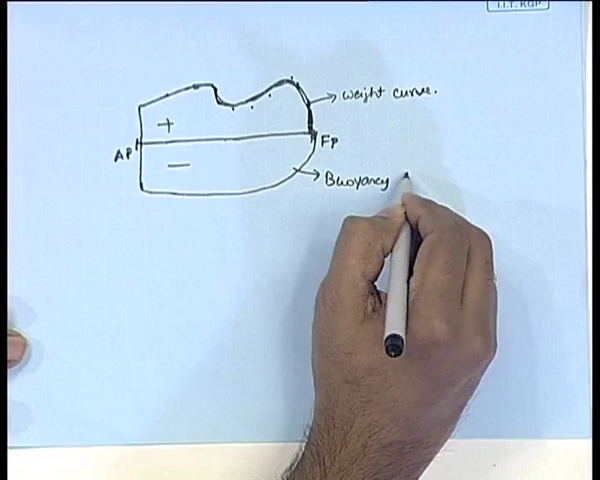 I.I.T. KGP
weight curve.
+
AP
FP
—
Buoyancy